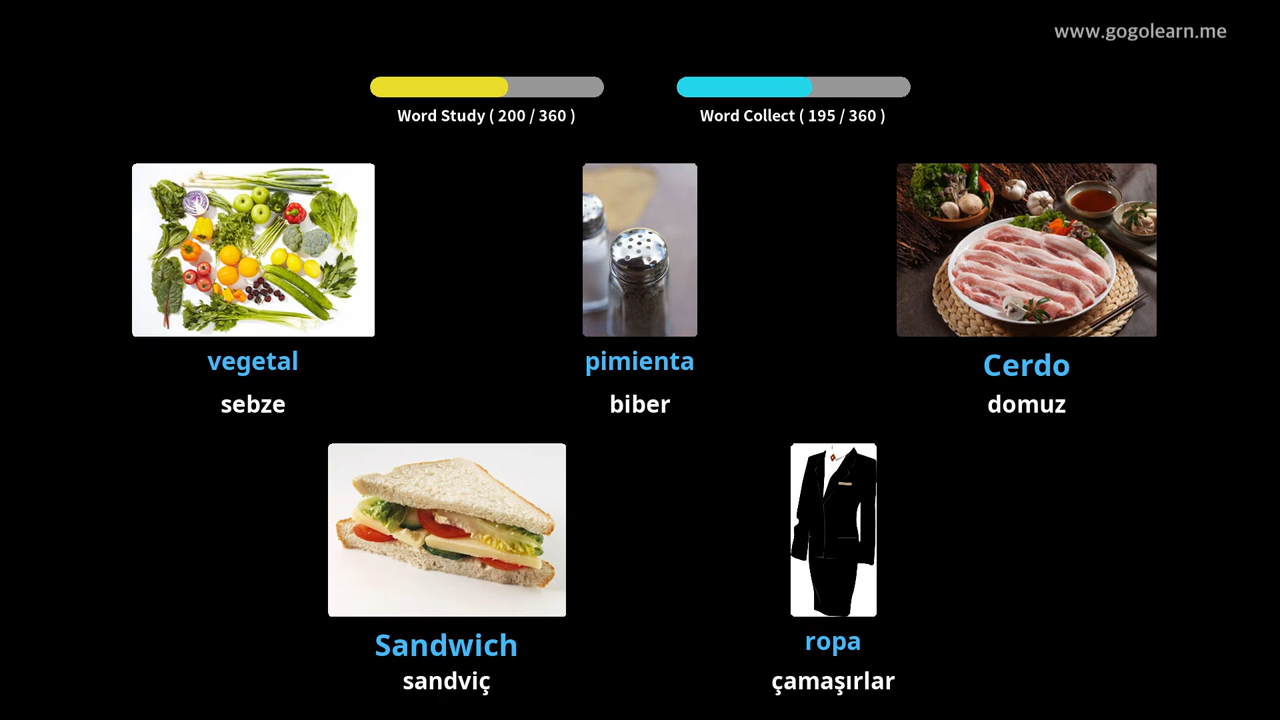 www.gogolearn.me
Word Study ( 200 / 360 )
Word Collect ( 195 / 360 )
vegetal
sebze
pimienta
biber
Cerdo
domuz
Sandwich
sandviç
ropa
çamaşırlar